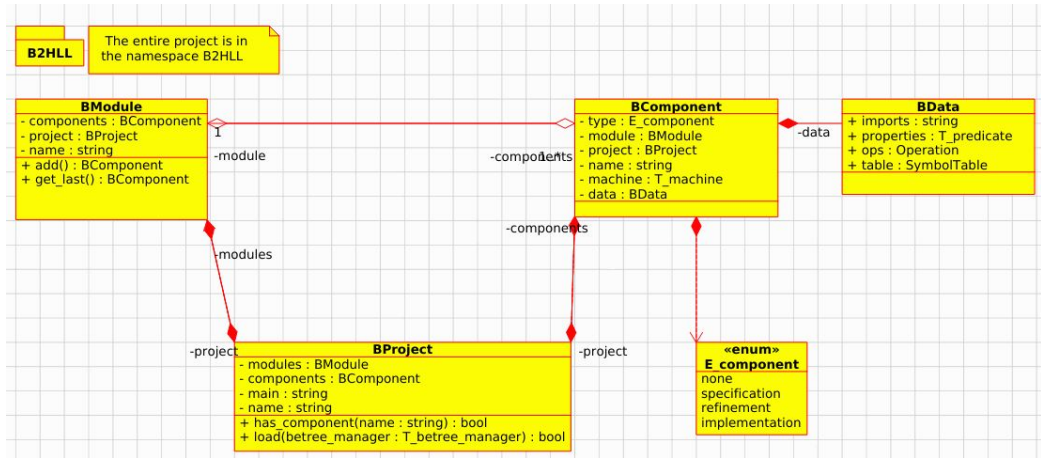 B2HLL
The entire project is in
the namespace B2HLL
BModule
- components : BComponent
- project : BProject
- name : string
+ add() : BComponent
+ get_last() : BComponent
1
-module
-components
1..*
BComponent
- type : E_component
- module : BModule
- project : BProject
- name : string
- machine : T_machine
- data : BData
-data
BData
+ imports : string
+ properties : T_predicate
+ ops : Operation
+ table : SymbolTable
-modules
-components
-project
-project
BProject
- modules : BModule
- components : BComponent
- main : string
- name : string
+ has_component(name : string) : bool
+ load(betree_manager : T_betree_manager) : bool
«enum»
E_component
none
specification
refinement
implementation